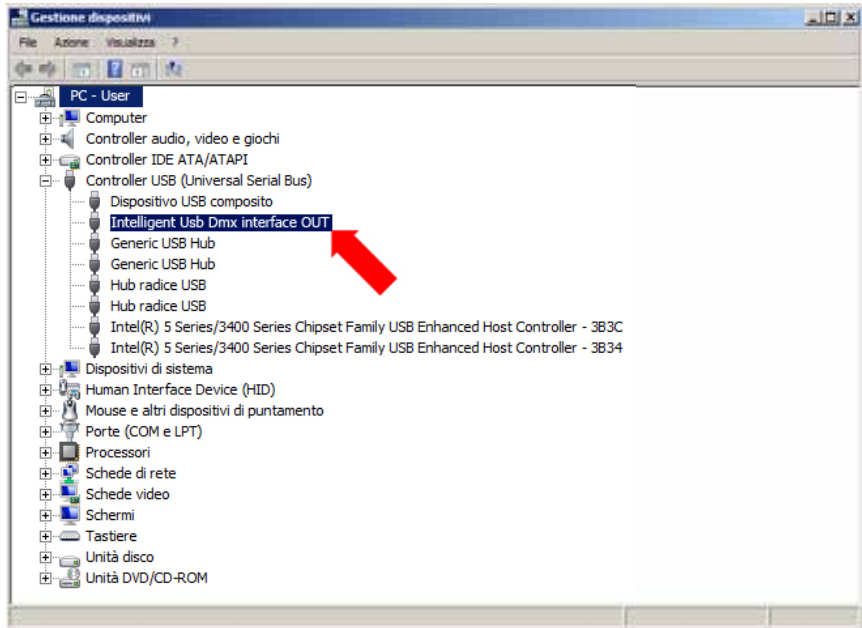 Gestione dispositivi
File Azione Visualizza ?
PC - User
Computer
Controller audio, video e giochi
Controller IDE ATA/ATAPI
Controller USB (Universal Serial Bus)
Dispositivo USB composito
Intelligent Usb Dmx interface OUT
Generic USB Hub
Generic USB Hub
Hub radice USB
Hub radice USB
Intel(R) 5 Series/3400 Series Chipset Family USB Enhanced Host Controller - 3B3C
Intel(R) 5 Series/3400 Series Chipset Family USB Enhanced Host Controller - 3B34
Dispositivi di sistema
Human Interface Device (HID)
Mouse e altri dispositivi di puntamento
Porte (COM e LPT)
Processori
Schede di rete
Schede video
Schermi
Tastiere
Unità disco
Unità DVD/CD-ROM